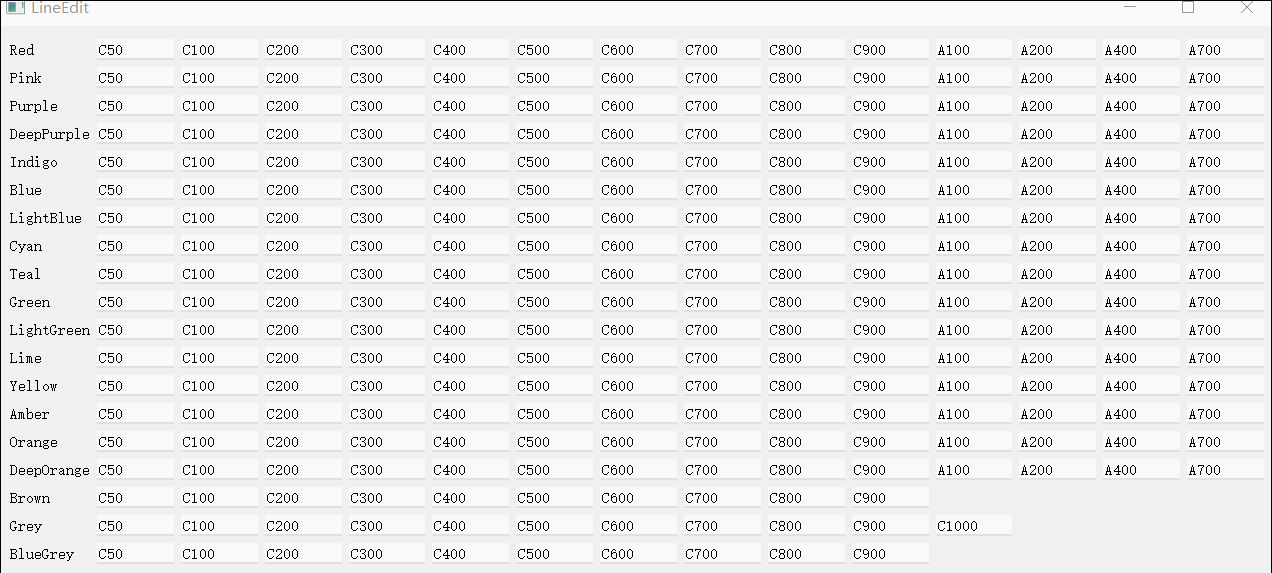 LineEdit
Red C50 C100 C200 C300 C400 C500 C600 C700 C800 C900 A100 A200 A400 A700
Pink C50 C100 C200 C300 C400 C500 C600 C700 C800 C900 A100 A200 A400 A700
Purple C50 C100 C200 C300 C400 C500 C600 C700 C800 C900 A100 A200 A400 A700
DeepPurple C50 C100 C200 C300 C400 C500 C600 C700 C800 C900 A100 A200 A400 A700
Indigo C50 C100 C200 C300 C400 C500 C600 C700 C800 C900 A100 A200 A400 A700
Blue C50 C100 C200 C300 C400 C500 C600 C700 C800 C900 A100 A200 A400 A700
LightBlue C50 C100 C200 C300 C400 C500 C600 C700 C800 C900 A100 A200 A400 A700
Cyan C50 C100 C200 C300 C400 C500 C600 C700 C800 C900 A100 A200 A400 A700
Teal C50 C100 C200 C300 C400 C500 C600 C700 C800 C900 A100 A200 A400 A700
Green C50 C100 C200 C300 C400 C500 C600 C700 C800 C900 A100 A200 A400 A700
LightGreen C50 C100 C200 C300 C400 C500 C600 C700 C800 C900 A100 A200 A400 A700
Lime C50 C100 C200 C300 C400 C500 C600 C700 C800 C900 A100 A200 A400 A700
Yellow C50 C100 C200 C300 C400 C500 C600 C700 C800 C900 A100 A200 A400 A700
Amber C50 C100 C200 C300 C400 C500 C600 C700 C800 C900 A100 A200 A400 A700
Orange C50 C100 C200 C300 C400 C500 C600 C700 C800 C900 A100 A200 A400 A700
DeepOrange C50 C100 C200 C300 C400 C500 C600 C700 C800 C900 A100 A200 A400 A700
Brown C50 C100 C200 C300 C400 C500 C600 C700 C800 C900
Grey C50 C100 C200 C300 C400 C500 C600 C700 C800 C900 C1000
BlueGrey C50 C100 C200 C300 C400 C500 C600 C700 C800 C900